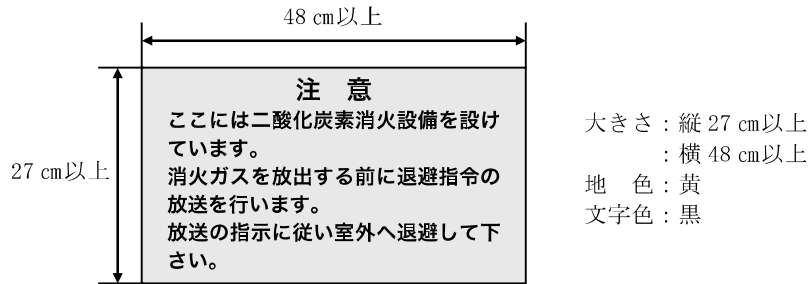 48 cm以上
27 cm以上
注　意
ここには二酸化炭素消火設備を設け
ています。
消火ガスを放出する前に退避指令の
放送を行います。
放送の指示に従い室外へ退避して下
さい。
大きさ：縦 27 cm以上
：横 48 cm以上
地　色：黄
文字色：黒